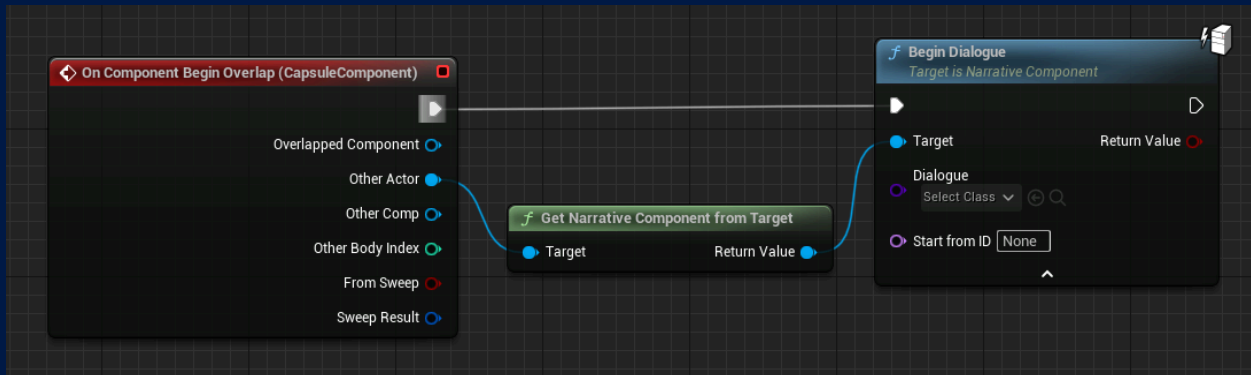 On Component Begin Overlap (CapsuleComponent)
Overlapped Component
Other Actor
Other Comp
Other Body Index
From Sweep
Sweep Result
Get Narrative Component from Target
Target Return Value
Begin Dialogue
Target is Narrative Component
Target Return Value
Dialogue
Select Class
Start from ID None